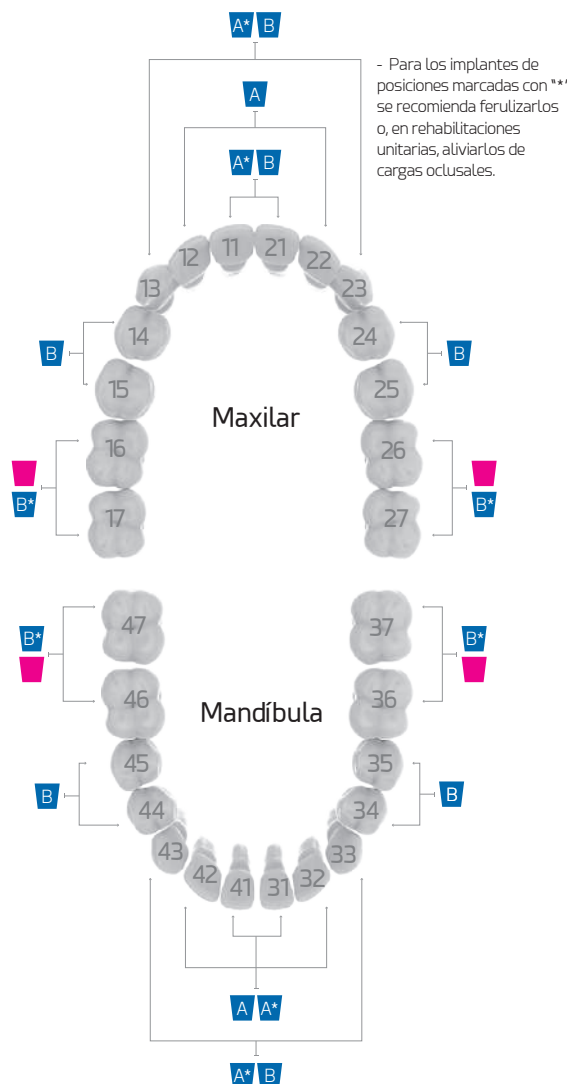 A* B
- Para los implantes de
posiciones marcadas con "*"
se recomienda ferulizarlos
o, en rehabilitaciones
unitarias, aliviarlos de
cargas oclusales.
A
A* B
11 21
12 22
13 23
14 24
B B
15 25
Maxilar
16 26
B* B*
17 27
47 37
B* B*
46 36
Mandíbula
45 35
B B
44 34
43 33
42 32
41 31
A A*
A* B